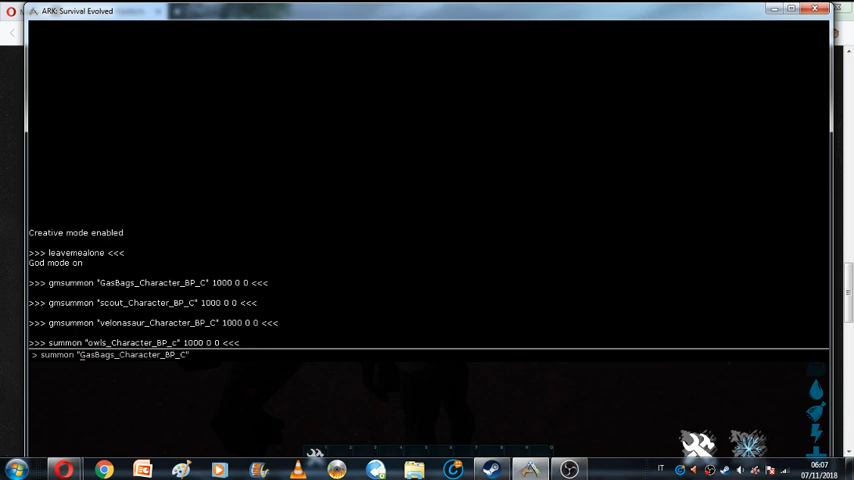 ARK: Survival Evolved
Creative mode enabled
>>> leavemealone <<<
God mode on
>>> gmsummon "GasBags_Character_BP_C" 1000 0 0 <<<
>>> gmsummon "scout_Character_BP_C" 1000 0 0 <<<
>>> gmsummon "velonasaur_Character_BP_C" 1000 0 0 <<<
>>> summon "owls_Character_BP_c" 1000 0 0 <<<
> summon "GasBags_Character_BP_C"
IT
06:07
07/11/2018